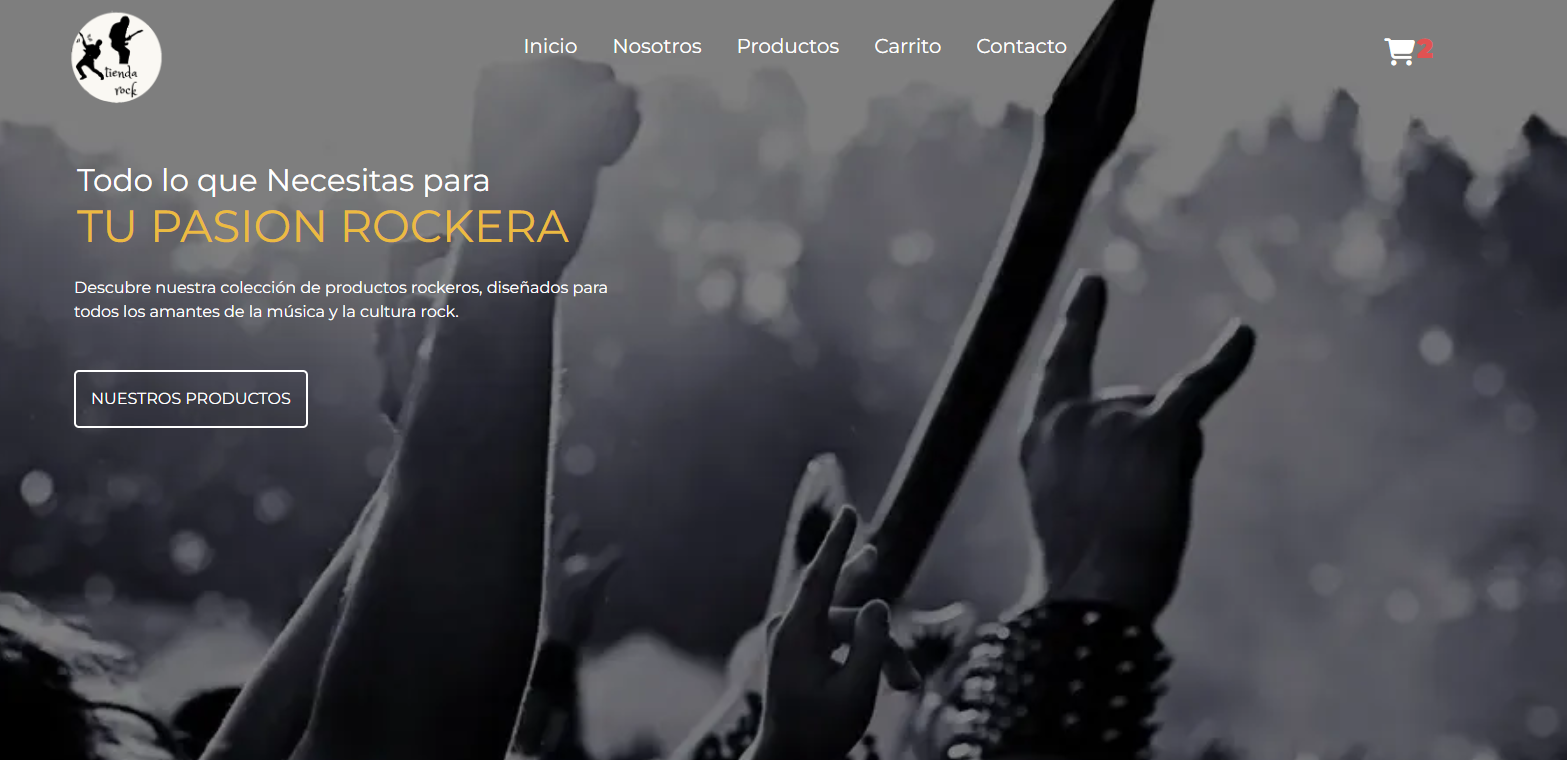 tienda
rock
Inicio
Nosotros
Productos
Carrito
Contacto
2
Todo lo que Necesitas para
TU PASION ROCKERA
Descubre nuestra colección de productos rockeros, diseñados para
todos los amantes de la música y la cultura rock.
NUESTROS PRODUCTOS